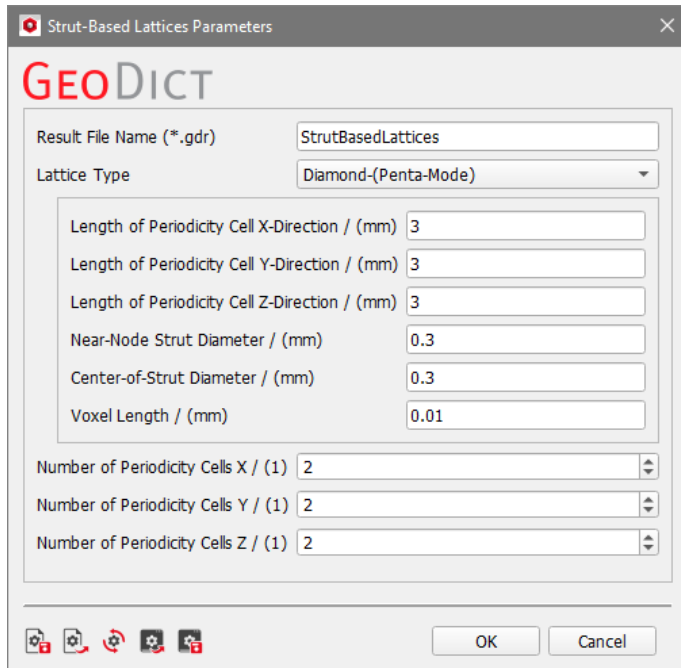 Strut-Based Lattices Parameters
GEODICT
Result File Name (*.gdr) StrutBasedLattices
Lattice Type Diamond-(Penta-Mode)
Length of Periodicity Cell X-Direction / (mm) 3
Length of Periodicity Cell Y-Direction / (mm) 3
Length of Periodicity Cell Z-Direction / (mm) 3
Near-Node Strut Diameter / (mm) 0.3
Center-of-Strut Diameter / (mm) 0.3
Voxel Length / (mm) 0.01
Number of Periodicity Cells X / (1) 2
Number of Periodicity Cells Y / (1) 2
Number of Periodicity Cells Z / (1) 2
OK Cancel